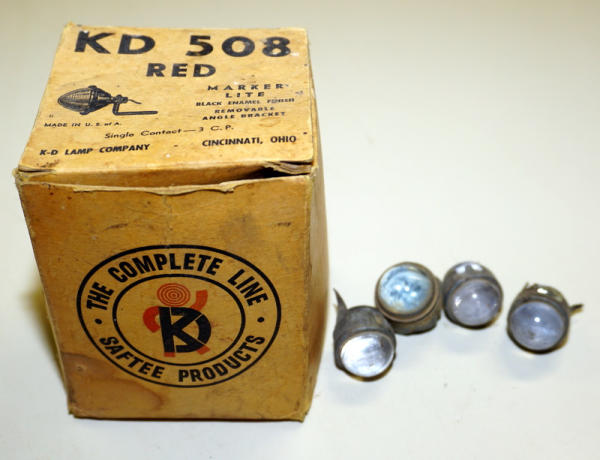 KD 508
RED
MARKER
LITE
BLACK ENAMEL FINISH
REMOVABLE
ANGLE BRACKET
MADE IN U.S. of A.
Single Contact—3 C.P.
K-D LAMP COMPANY
CINCINNATI, OHIO
· THE COMPLETE LINE ·
KD
SAFTEE PRODUCTS